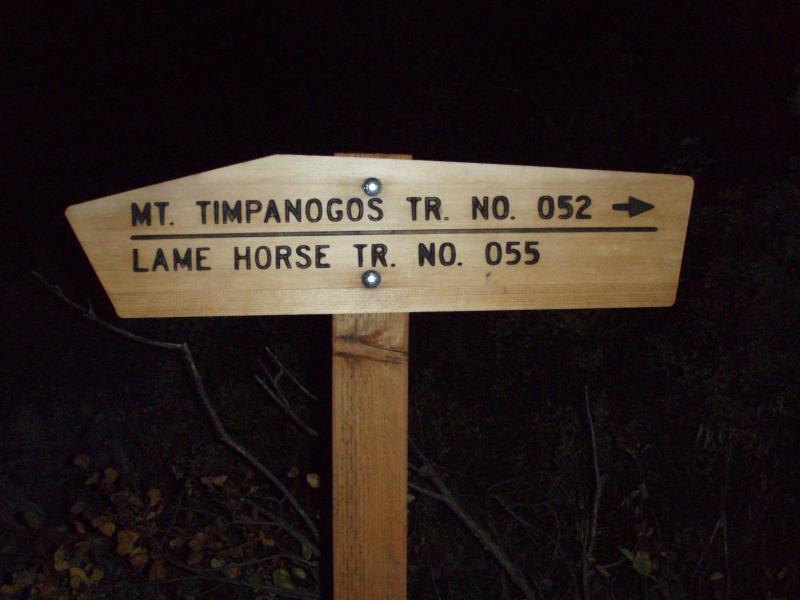 MT. TIMPANOGOS TR. NO. 052 →
LAME HORSE TR. NO. 055